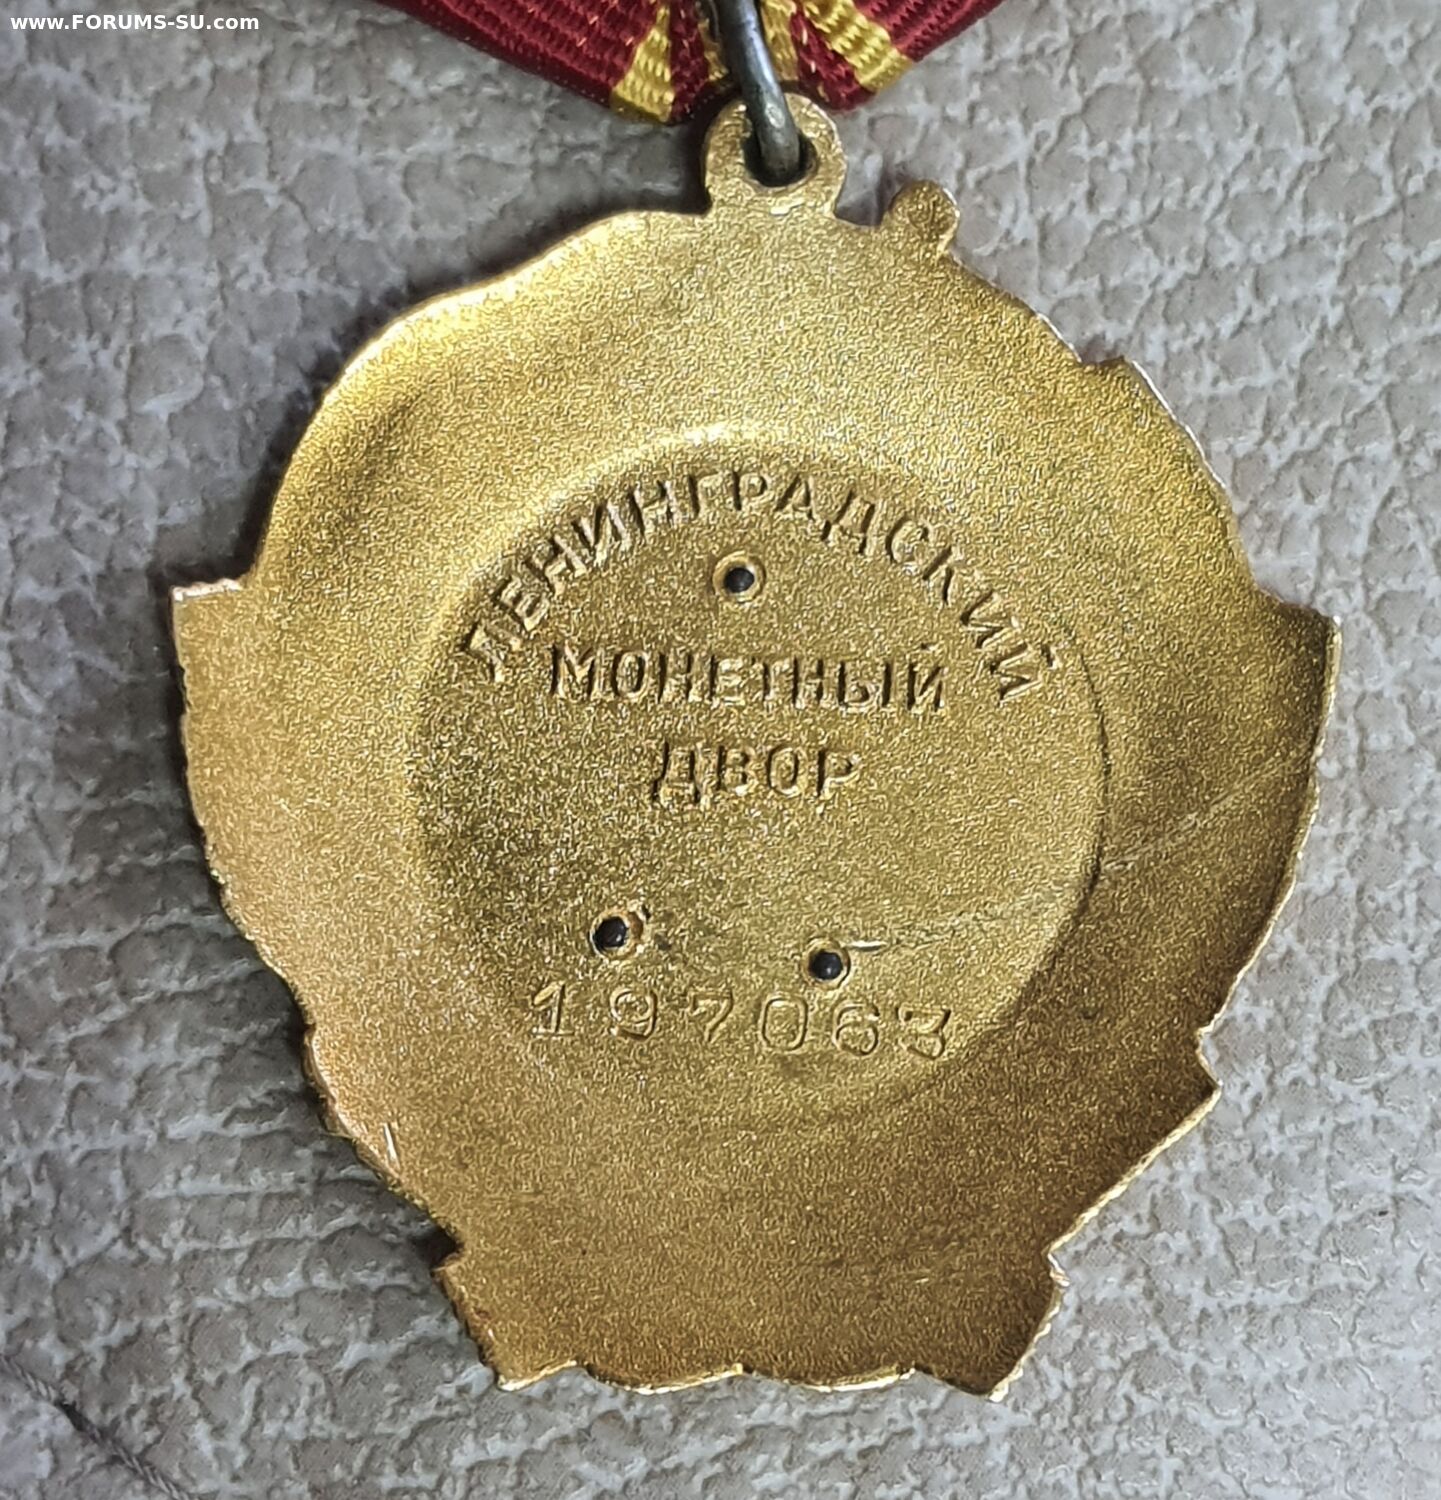 www.FORUMS-SU.com
ЛЕНИНГРАДСКИЙ
МОНЕТНЫЙ
ДВОР
197063